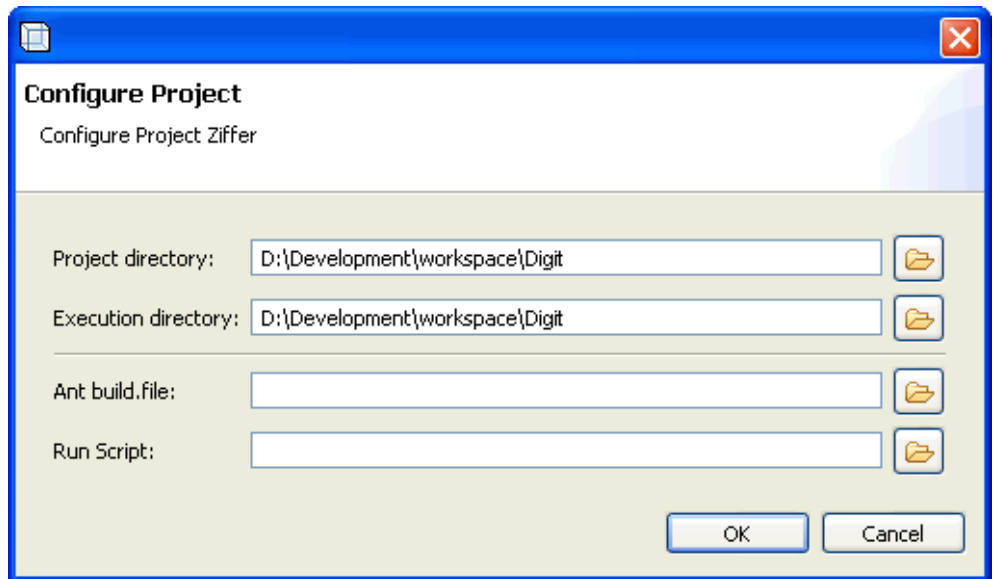 Configure Project
Configure Project Ziffer
Project directory: D:\Development\workspace\Digit
Execution directory: D:\Development\workspace\Digit
Ant build.file:
Run Script:
OK Cancel